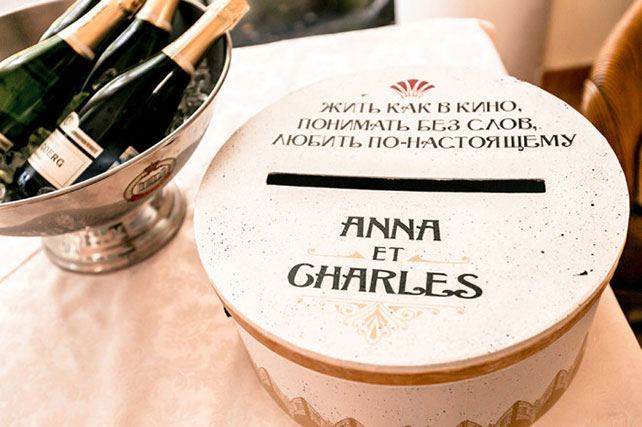 ЖИТЬ КАК В КИНО,
ПОНИМАТЬ БЕЗ СЛОВ,
ЛЮБИТЬ ПО-НАСТОЯЩЕМУ
ANNA
ET
CHARLES